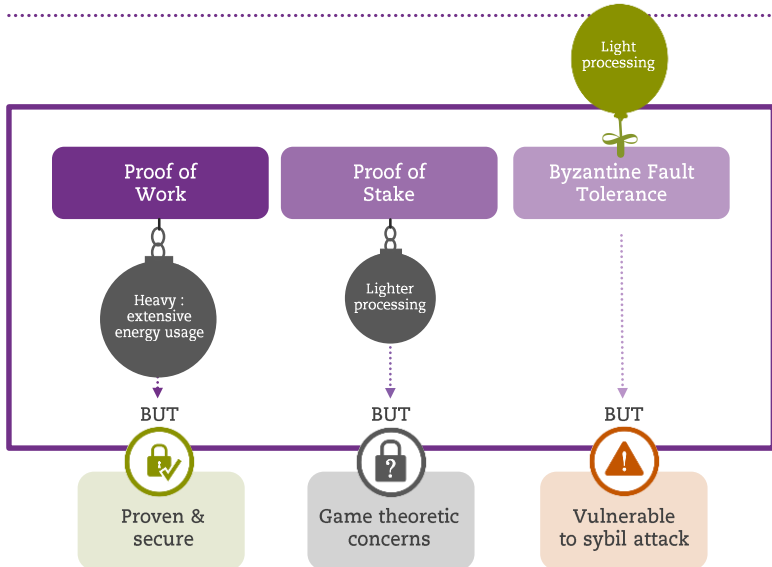 Light
processing
Proof of
Work
Proof of
Stake
Byzantine Fault
Tolerance
Heavy :
extensive
energy usage
Lighter
processing
BUT
BUT
BUT
?
!
Proven &
secure
Game theoretic
concerns
Vulnerable
to sybil attack